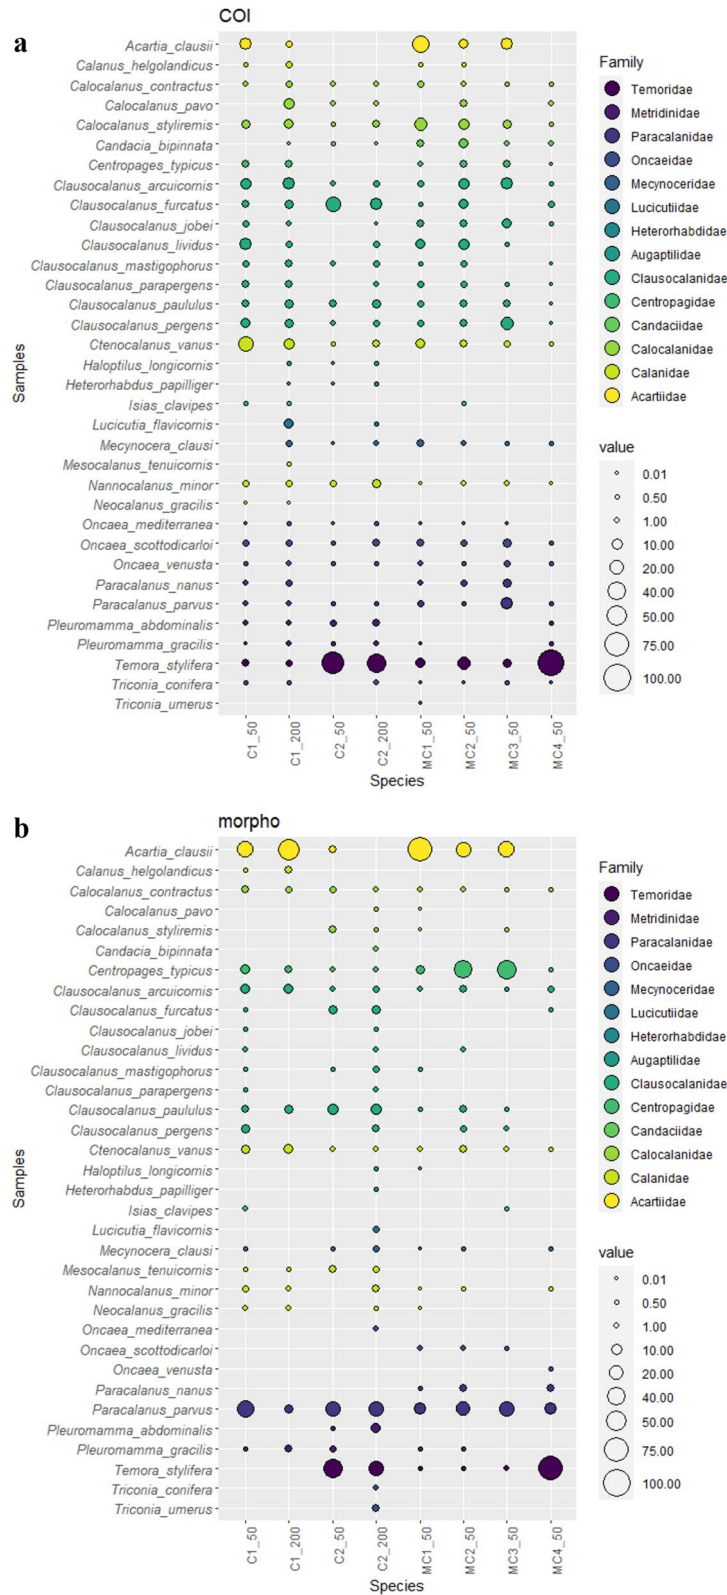 COI
a
Acartia_clausii
Calanus_helgolandicus
Calocalanus_contractus
Calocalanus_pavo
Calocalanus_styliremis
Candacia_bipinnata
Centropages_typicus
Clausocalanus_arcuicornis
Clausocalanus_furcatus
Clausocalanus_jobei
Clausocalanus_lividus
Clausocalanus_mastigophorus
Clausocalanus_parapergens
Clausocalanus_paululus
Clausocalanus_pergens
Ctenocalanus_vanus
Haloptilus_longicornis
Heterorhabdus_papilliger
Isias_clavipes
Lucicutia_flavicornis
Mecynocera_clausi
Mesocalanus_tenuicornis
Nannocalanus_minor
Neocalanus_gracilis
Oncaea_mediterranea
Oncaea_scottodicarloi
Oncaea_venusta
Paracalanus_nanus
Paracalanus_parvus
Pleuromamma_abdominalis
Pleuromamma_gracilis
Temora_stylifera
Triconia_conifera
Triconia_umerus
Samples
C1_50
C1_200
C2_50
C2_200
MC1_50
MC2_50
MC3_50
MC4_50
Species
Family
Temoridae
Metridinidae
Paracalanidae
Oncaeidae
Mecynoceridae
Lucicutiidae
Heterorhabdidae
Augaptilidae
Clausocalanidae
Centropagidae
Candaciidae
Calocalanidae
Calanidae
Acartiidae
value
0.01
0.50
1.00
10.00
20.00
40.00
50.00
75.00
100.00
b
morpho
Acartia_clausii
Calanus_helgolandicus
Calocalanus_contractus
Calocalanus_pavo
Calocalanus_styliremis
Candacia_bipinnata
Centropages_typicus
Clausocalanus_arcuicornis
Clausocalanus_furcatus
Clausocalanus_jobei
Clausocalanus_lividus
Clausocalanus_mastigophorus
Clausocalanus_parapergens
Clausocalanus_paululus
Clausocalanus_pergens
Ctenocalanus_vanus
Haloptilus_longicornis
Heterorhabdus_papilliger
Isias_clavipes
Lucicutia_flavicornis
Mecynocera_clausi
Mesocalanus_tenuicornis
Nannocalanus_minor
Neocalanus_gracilis
Oncaea_mediterranea
Oncaea_scottodicarloi
Oncaea_venusta
Paracalanus_nanus
Paracalanus_parvus
Pleuromamma_abdominalis
Pleuromamma_gracilis
Temora_stylifera
Triconia_conifera
Triconia_umerus
Samples
C1_50
C1_200
C2_50
C2_200
MC1_50
MC2_50
MC3_50
MC4_50
Species
Family
Temoridae
Metridinidae
Paracalanidae
Oncaeidae
Mecynoceridae
Lucicutiidae
Heterorhabdidae
Augaptilidae
Clausocalanidae
Centropagidae
Candaciidae
Calocalanidae
Calanidae
Acartiidae
value
0.01
0.50
1.00
10.00
20.00
40.00
50.00
75.00
100.00